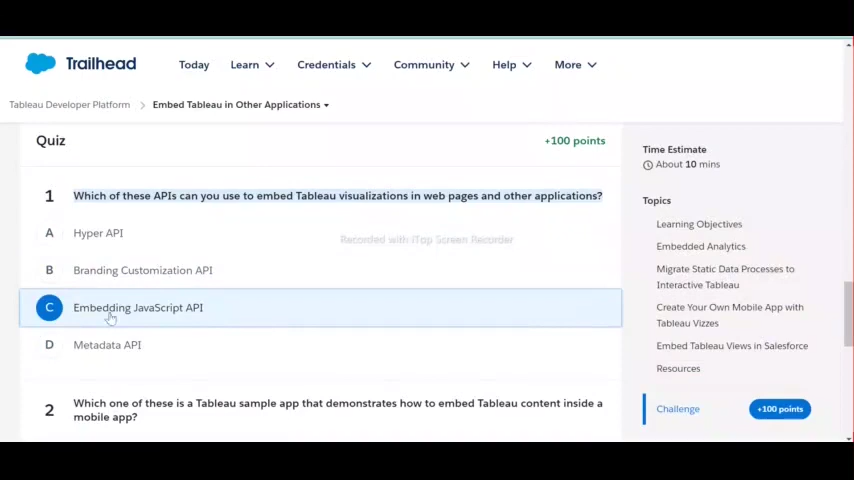 Trailhead
Today Learn Credentials Community Help More
Tableau Developer Platform > Embed Tableau in Other Applications
Quiz +100 points
1 Which of these APIs can you use to embed Tableau visualizations in web pages and other applications?
A Hyper API
Recorded with iTop Screen Recorder
B Branding Customization API
C Embedding JavaScript API
D Metadata API
2 Which one of these is a Tableau sample app that demonstrates how to embed Tableau content inside a
mobile app?
Time Estimate
About 10 mins
Topics
Learning Objectives
Embedded Analytics
Migrate Static Data Processes to
Interactive Tableau
Create Your Own Mobile App with
Tableau Vizzes
Embed Tableau Views in Salesforce
Resources
Challenge +100 points